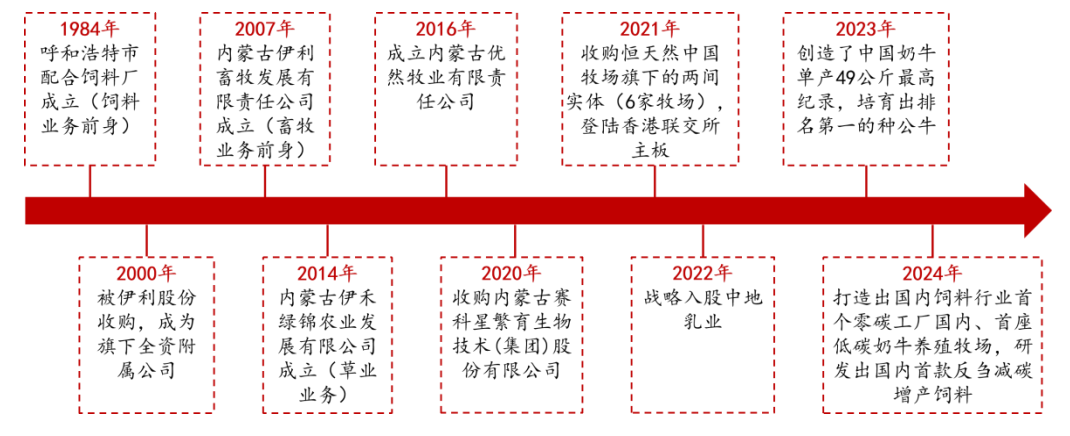 1984年
呼和浩特市
配合饲料厂
成立（饲料
业务前身）
2007年
内蒙古伊利
畜牧发展有
限责任公司
成立（畜牧
业务前身）
2016年
成立内蒙古优
然牧业有限责
任公司
2021年
收购恒天然中国
牧场旗下的两间
实体（6家牧场），
登陆香港联交所
主板
2023年
创造了中国奶牛
单产49公斤最高
纪录，培育出排
名第一的种公牛
2000年
被伊利股份
收购，成为
旗下全资附
属公司
2014年
内蒙古伊禾
绿锦农业发
展有限公司
成立（草业
业务）
2020年
收购内蒙古赛
科星繁育生物
技术(集团)股
份有限公司
2022年
战略入股中地
乳业
2024年
打造出国内饲料行业首
个零碳工厂国内、首座
低碳奶牛养殖牧场，研
发出国内首款反刍减碳
增产饲料